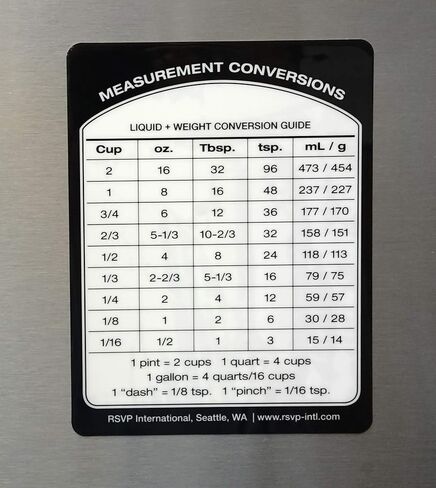 MEASUREMENT CONVERSIONS
LIQUID + WEIGHT CONVERSION GUIDE
Cup oz. Tbsp. tsp. mL / g
2 16 32 96 473 / 454
1 8 16 48 237 / 227
3/4 6 12 36 177 / 170
2/3 5-1/3 10-2/3 32 158 / 151
1/2 4 8 24 118 / 113
1/3 2-2/3 5-1/3 16 79 / 75
1/4 2 4 12 59 / 57
1/8 1 2 6 30 / 28
1/16 1/2 1 3 15 / 14
1 pint = 2 cups 1 quart = 4 cups
1 gallon = 4 quarts/16 cups
1 “dash” = 1/8 tsp. 1 “pinch” = 1/16 tsp.
RSVP International, Seattle, WA | www.rsvp-intl.com